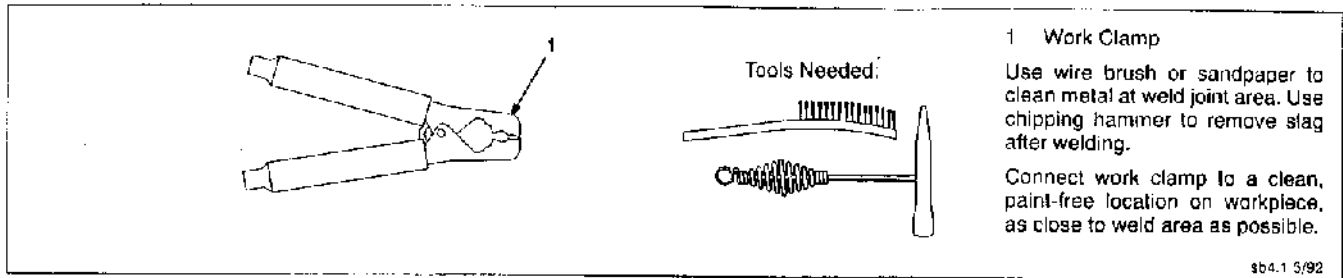 1
Tools Needed:
1 Work Clamp
Use wire brush or sandpaper to
clean metal at weld joint area. Use
chipping hammer to remove slag
after welding.
Connect work clamp to a clean,
paint-free location on workpiece,
as close to weld area as possible.
sb4.1 5/92